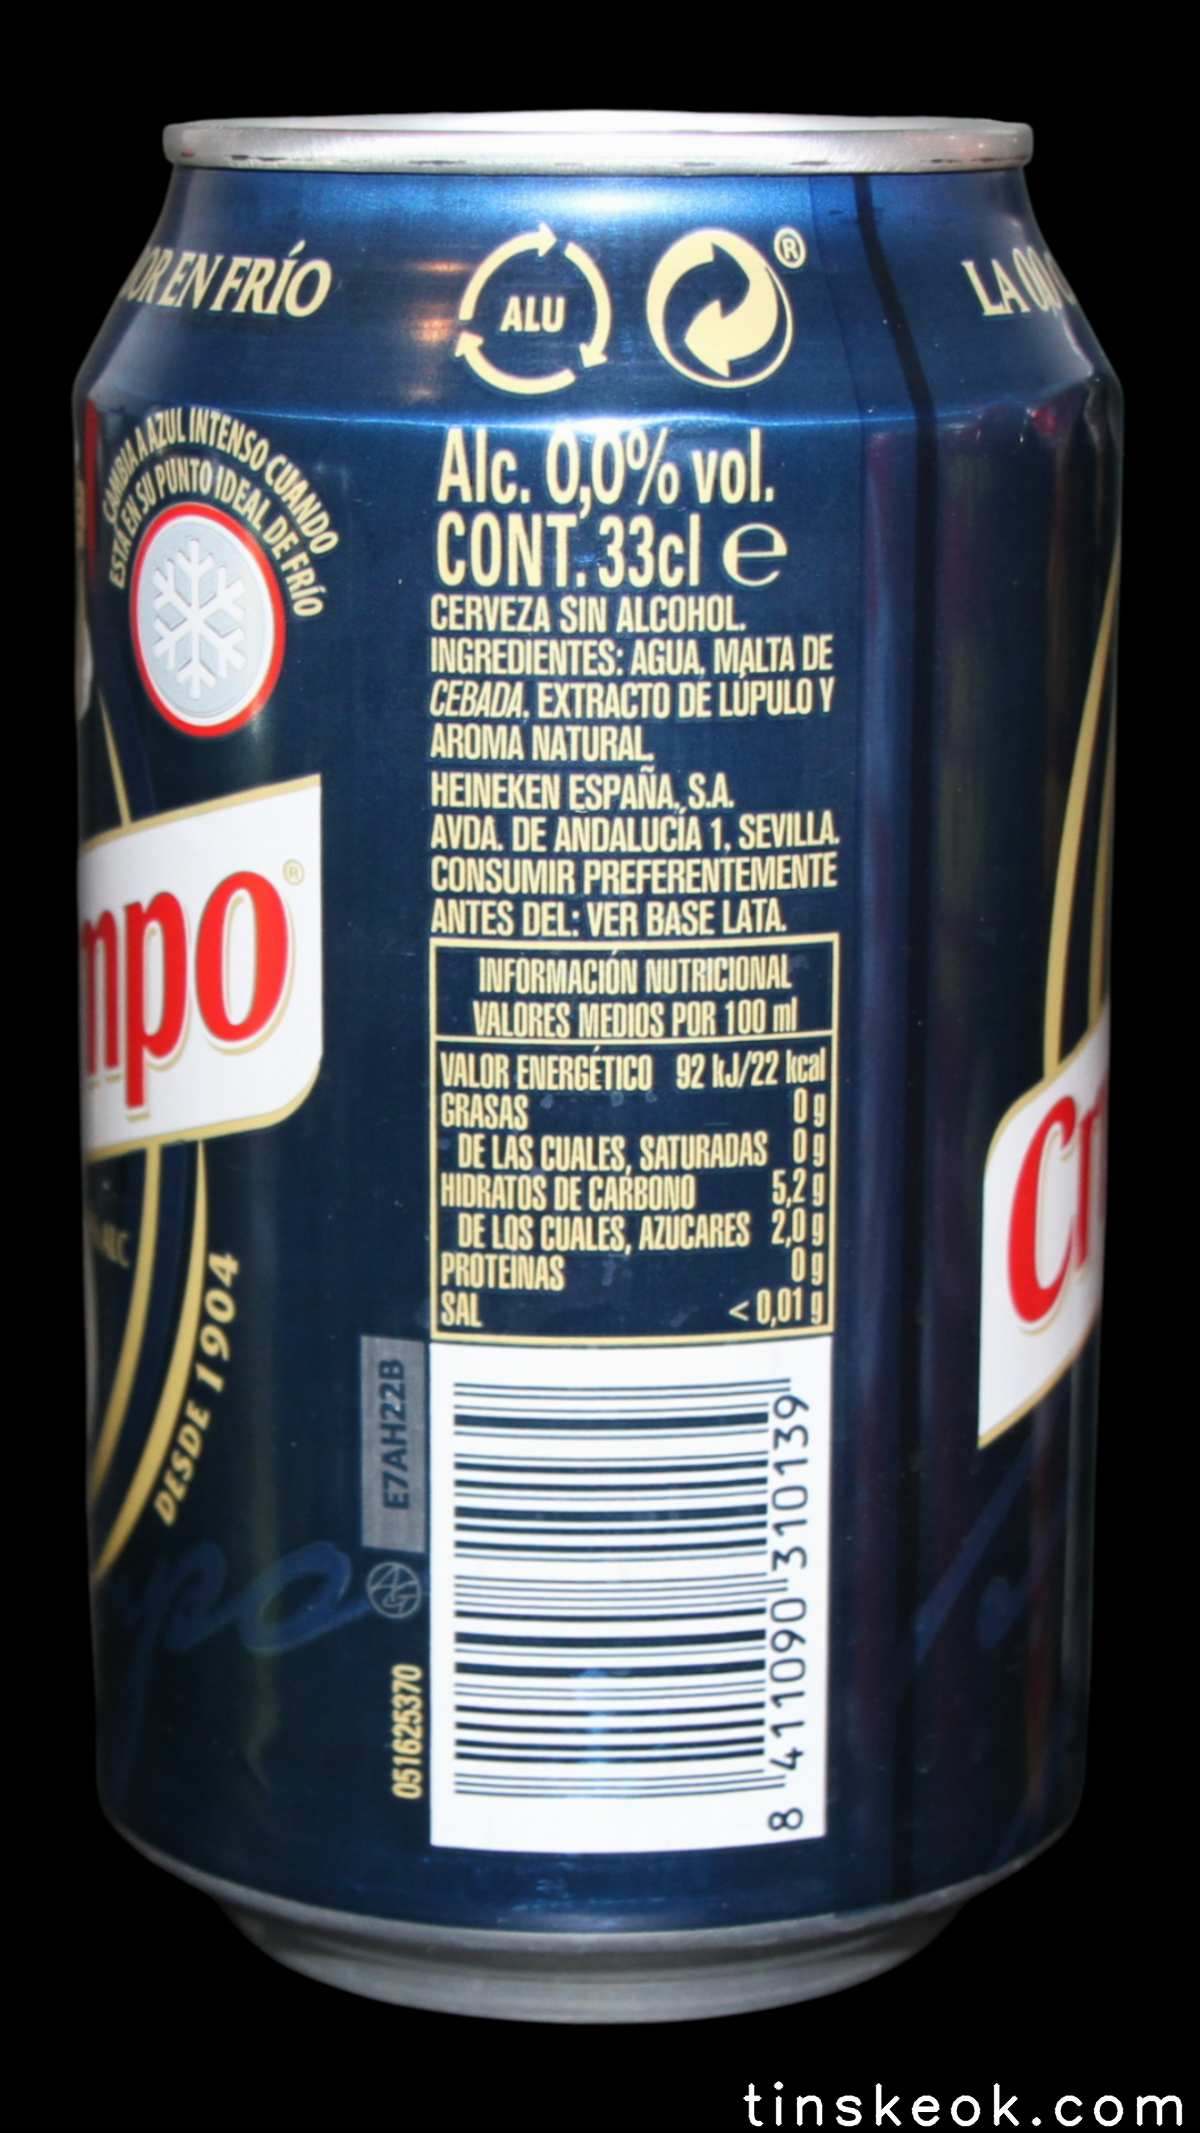 OR EN FRÍO
ALU
®
LA 0,0
CAMBIA A AZUL INTENSO CUANDO
ESTÁ EN SU PUNTO IDEAL DE FRÍO
Alc. 0,0% vol.
CONT. 33cl e
CERVEZA SIN ALCOHOL.
INGREDIENTES: AGUA, MALTA DE
CEBADA, EXTRACTO DE LÚPULO Y
AROMA NATURAL.
HEINEKEN ESPAÑA, S.A.
AVDA. DE ANDALUCÍA 1, SEVILLA.
CONSUMIR PREFERENTEMENTE
ANTES DEL: VER BASE LATA.
INFORMACIÓN NUTRICIONAL
VALORES MEDIOS POR 100 ml
VALOR ENERGÉTICO 92 kJ/22 kcal
GRASAS 0 g
DE LAS CUALES, SATURADAS 0 g
HIDRATOS DE CARBONO 5,2 g
DE LOS CUALES, AZÚCARES 2,0 g
PROTEÍNAS 0 g
SAL < 0,01 g
mpo®
Cr
DESDE 1904
E7AH22B
051625370
8 411090 310139
tinskeok.com